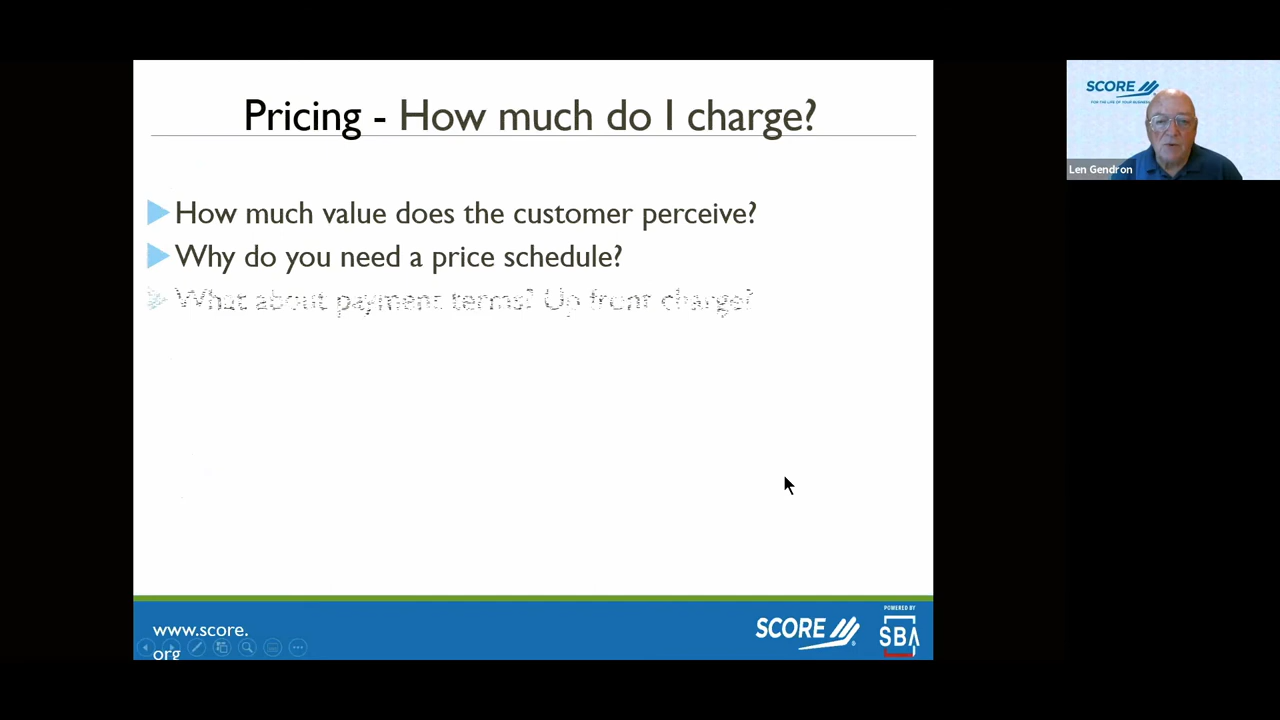 Pricing - How much do I charge?
SCORE
FOR THE LIFE OF YOUR BUSINESS
Len Gendron
How much value does the customer perceive?
Why do you need a price schedule?
What about payment terms? Up front charge?
www.score.
org
SCORE
POWERED BY
SBA